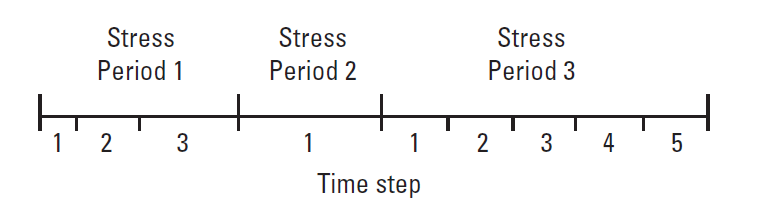 Stress Period 1
Stress Period 2
Stress Period 3
1 2 3 1 1 2 3 4 5
Time step